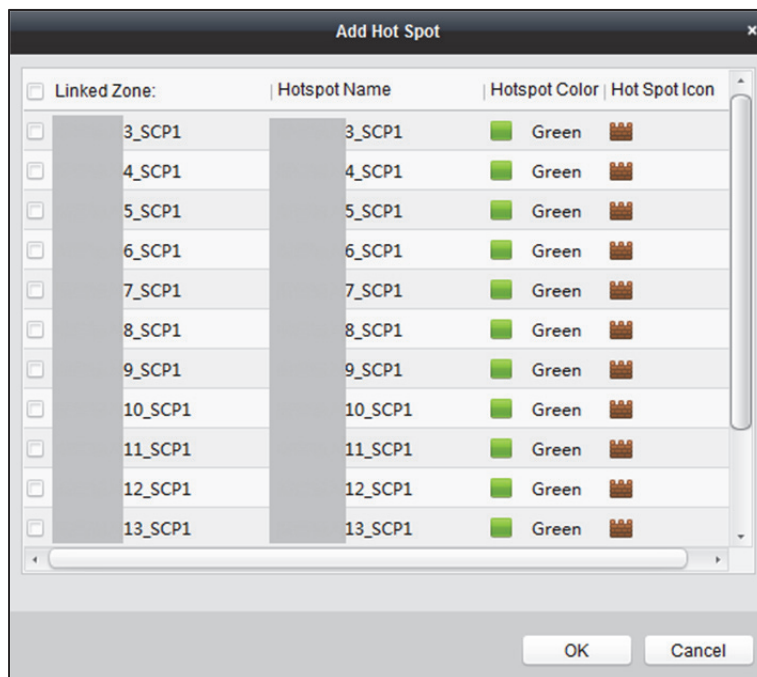 Add Hot Spot ×
Linked Zone: Hotspot Name Hotspot Color Hot Spot Icon
3_SCP1 3_SCP1 Green
4_SCP1 4_SCP1 Green
5_SCP1 5_SCP1 Green
6_SCP1 6_SCP1 Green
7_SCP1 7_SCP1 Green
8_SCP1 8_SCP1 Green
9_SCP1 9_SCP1 Green
10_SCP1 10_SCP1 Green
11_SCP1 11_SCP1 Green
12_SCP1 12_SCP1 Green
13_SCP1 13_SCP1 Green
OK Cancel